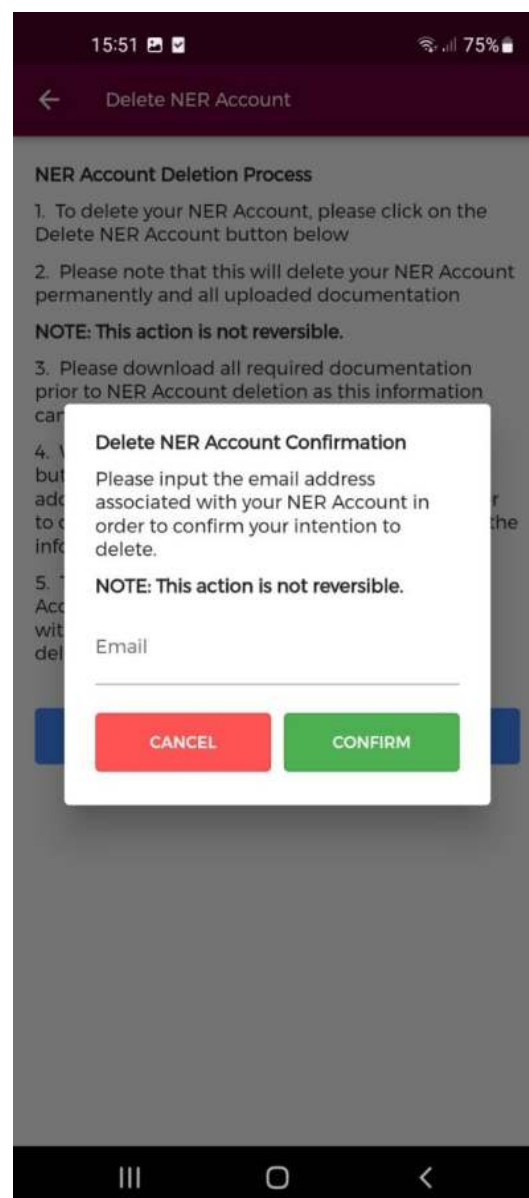 15:51
75%
Delete NER Account
NER Account Deletion Process
1. To delete your NER Account, please click on the
Delete NER Account button below
2. Please note that this will delete your NER Account
permanently and all uploaded documentation
NOTE: This action is not reversible.
3. Please download all required documentation
prior to NER Account deletion as this information
4.
5.
Delete NER Account Confirmation
Please input the email address
associated with your NER Account in
order to confirm your intention to
delete.
NOTE: This action is not reversible.
Email
CANCEL
CONFIRM